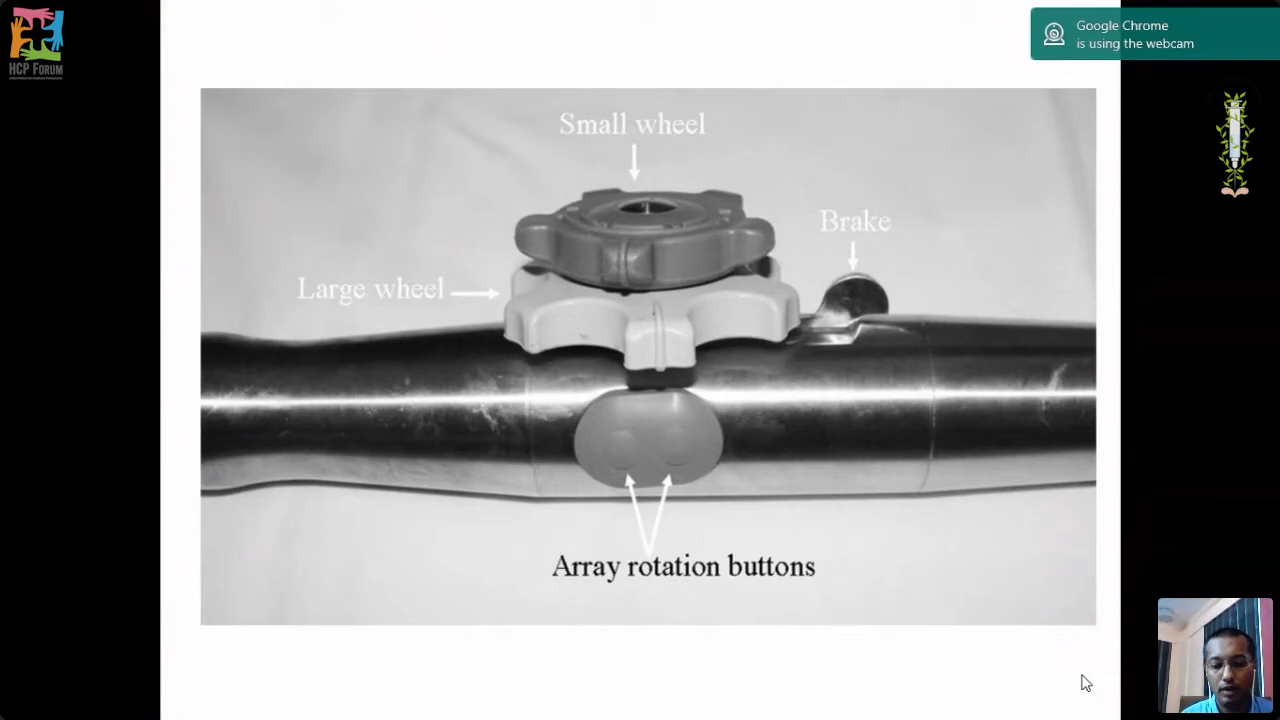 HCP FORUM
Google Chrome
is using the webcam
Small wheel
Brake
Large wheel
Array rotation buttons